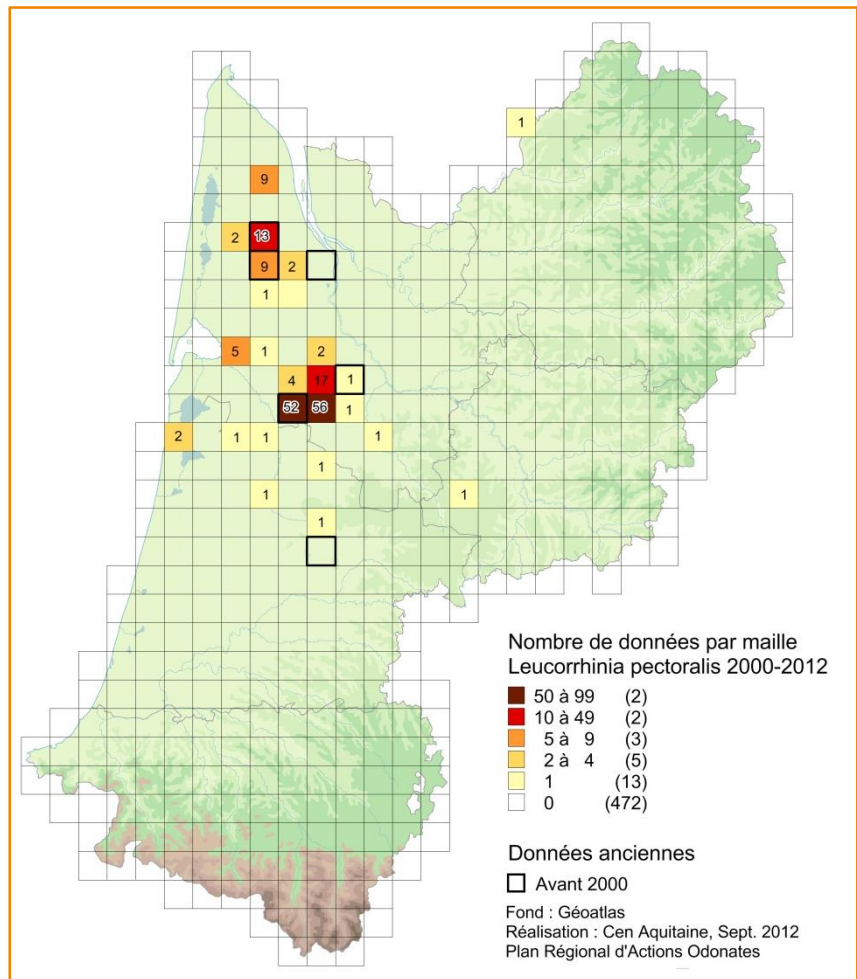 1
9
2 13
9 2
1
5 1 2
4 17 1
52 56 1
2 1 1 1
1
1 1
1
Nombre de données par maille
Leucorrhinia pectoralis 2000-2012
50 à 99 (2)
10 à 49 (2)
5 à 9 (3)
2 à 4 (5)
1 (13)
0 (472)
Données anciennes
Avant 2000
Fond : Géoatlas
Réalisation : Cen Aquitaine, Sept. 2012
Plan Régional d'Actions Odonates